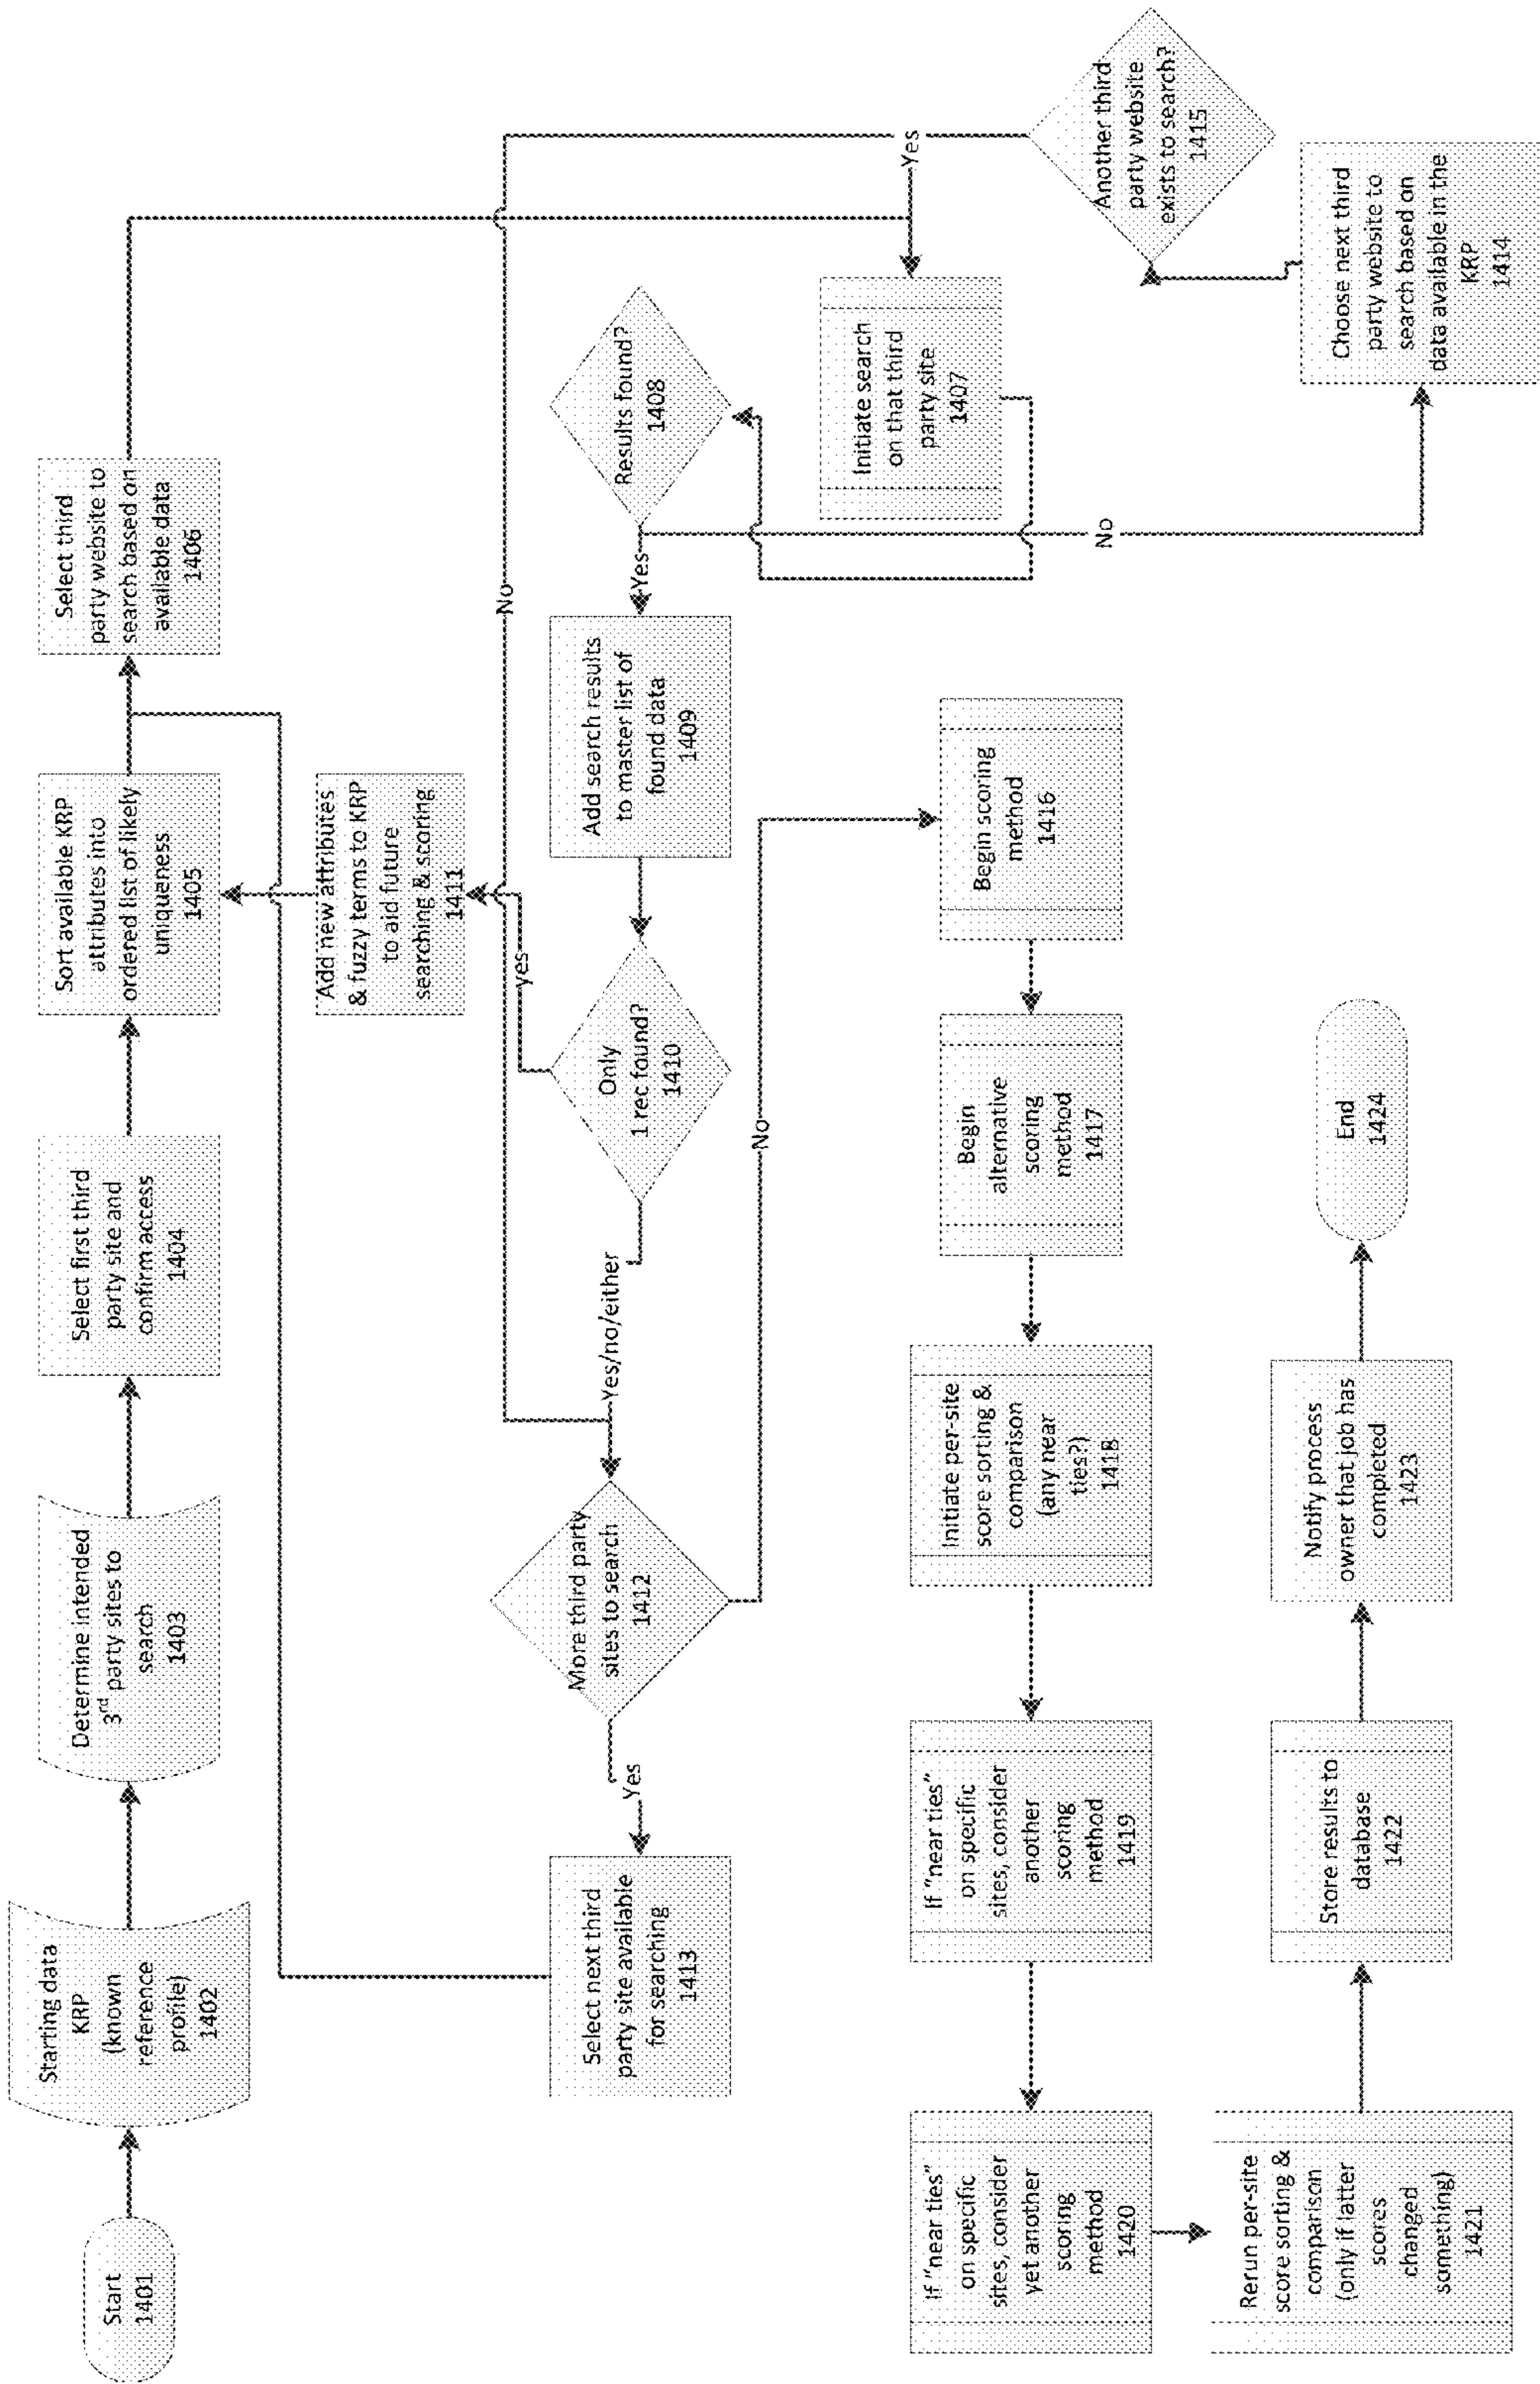 Start
1401
Starting data
KRP
(known
reference
profile)
1402
Determine intended
3rd party sites to
search
1403
Select first third
party site and
confirm access
1404
Sort available KRP
attributes into
ordered list of likely
uniqueness
1405
Select third
party website to
search based on
available data
1406
Add new attributes
& fuzzy terms to KRP
to aid future
searching & scoring
1411
No
Select next third
party site available
for searching
1413
Yes
More third party
sites to search
1412
Yes/no/either
Only
1 rec found?
1410
yes
Add search results
to master list of
found data
1409
Yes
Results found?
1408
No
Initiate search
on that third
party site
1407
Yes
Another third
party website
exists to search?
1415
No
Choose next third
party website to
search based on
data available in the
KRP
1414
If "near ties"
on specific
sites, consider
yet another
scoring
method
1420
If "near ties"
on specific
sites, consider
another
scoring
method
1419
Initiate per-site
score sorting &
comparison
(any near
ties?)
1418
Begin
alternative
scoring
method
1417
Begin scoring
method
1416
Rerun per-site
score sorting &
comparison
(only if latter
scores
changed
something)
1421
Store results to
database
1422
Notify process
owner that job has
completed
1423
End
1424